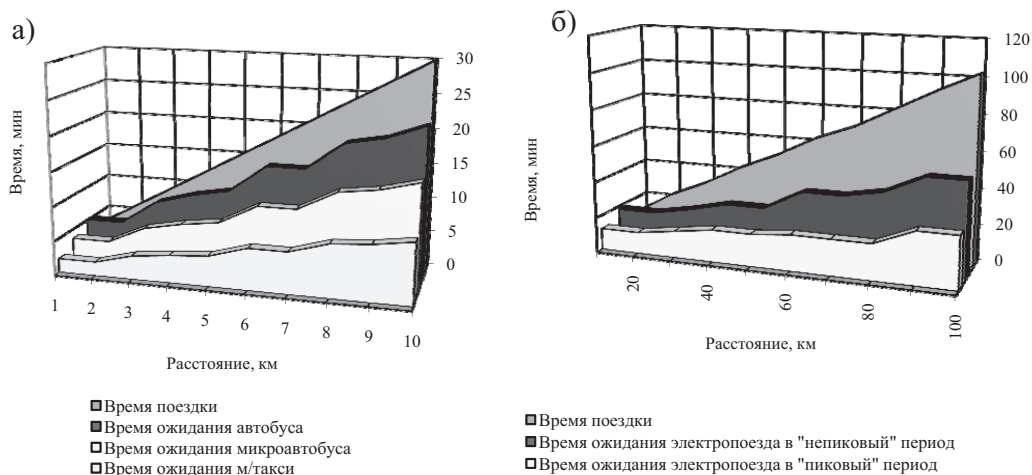 а)
Время, мин
30
25
20
15
10
5
0
1 2 3 4 5 6 7 8 9 10
Расстояние, км
Время поездки
Время ожидания автобуса
Время ожидания микроавтобуса
Время ожидания м/такси
б)
Время, мин
120
100
80
60
40
20
0
20 40 60 80 100
Расстояние, км
Время поездки
Время ожидания электропоезда в "непиковый" период
Время ожидания электропоезда в "пиковый" период